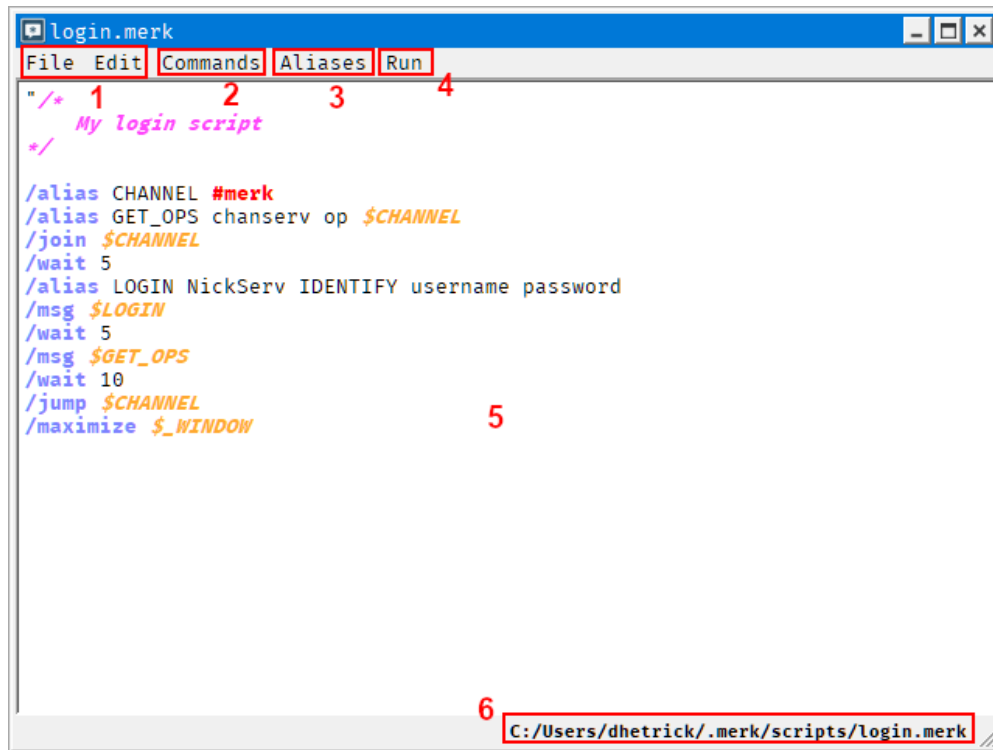 login.merk
File Edit Commands Aliases Run
1 2 3 4
"/*
My login script
*/
/alias CHANNEL #merk
/alias GET_OPS chanserv op $CHANNEL
/join $CHANNEL
/wait 5
/alias LOGIN NickServ IDENTIFY username password
/msg $LOGIN
/wait 5
/msg $GET_OPS
/wait 10
/jump $CHANNEL
/maximize $_WINDOW
5
6
C:/Users/dhetrick/.merk/scripts/login.merk